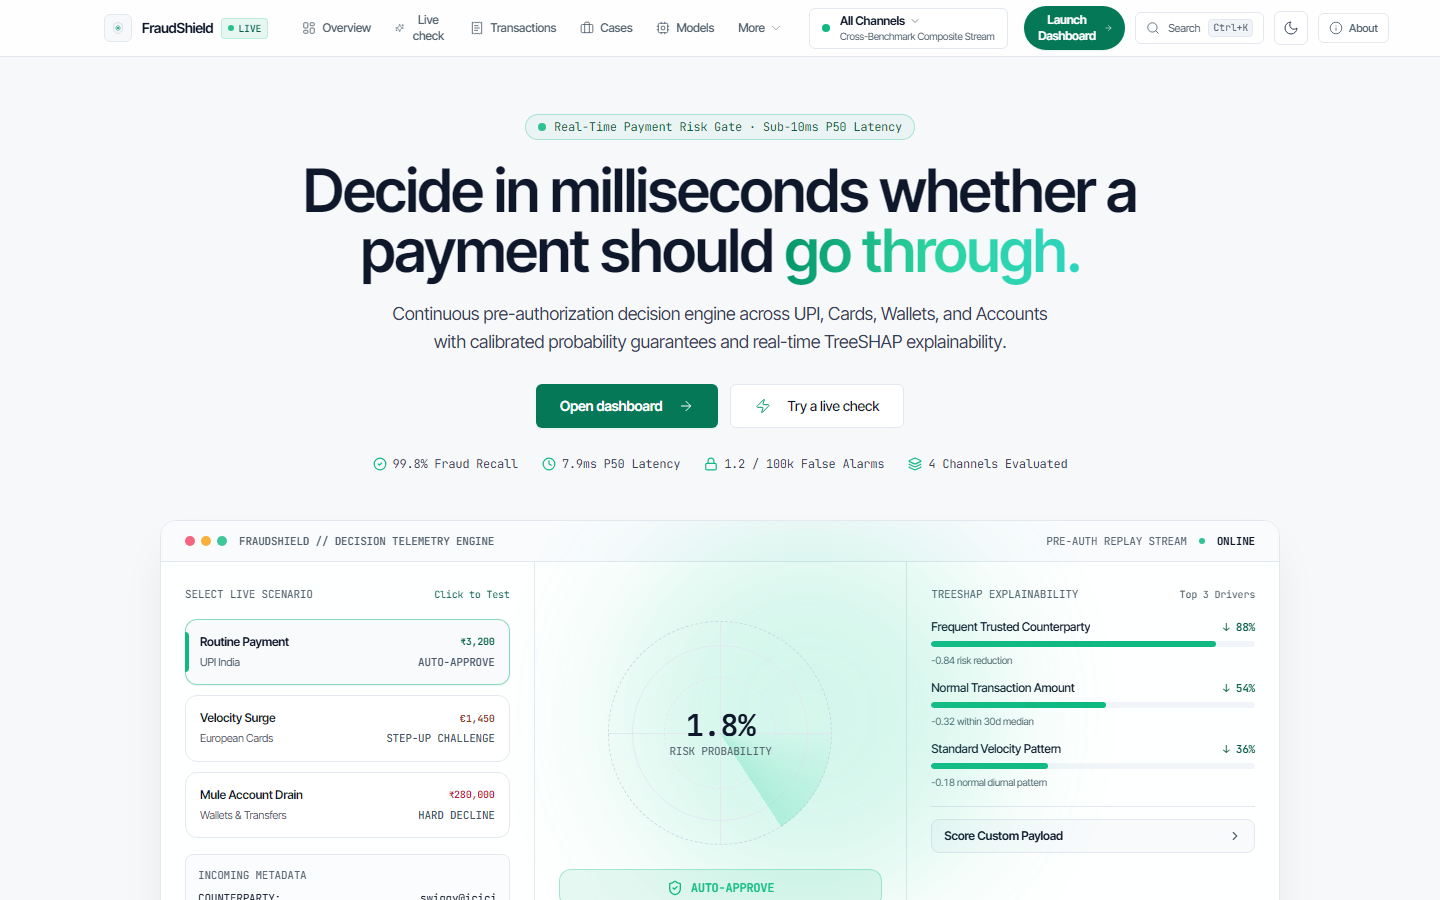 FraudShield
LIVE
Overview
Live
check
Transactions
Cases
Models
More
All Channels
Cross-Benchmark Composite Stream
Launch
Dashboard
Search
Ctrl+K
About
Real-Time Payment Risk Gate · Sub-10ms P50 Latency
Decide in milliseconds whether a
payment should go through.
Continuous pre-authorization decision engine across UPI, Cards, Wallets, and Accounts
with calibrated probability guarantees and real-time TreeSHAP explainability.
Open dashboard
Try a live check
99.8% Fraud Recall
7.9ms P50 Latency
1.2 / 100k False Alarms
4 Channels Evaluated
FRAUDSHIELD // DECISION TELEMETRY ENGINE
PRE-AUTH REPLAY STREAM
ONLINE
SELECT LIVE SCENARIO
Click to Test
Routine Payment
₹3,200
UPI India
AUTO-APPROVE
Velocity Surge
€1,450
European Cards
STEP-UP CHALLENGE
Mule Account Drain
₹280,000
Wallets & Transfers
HARD DECLINE
INCOMING METADATA
COUNTERPARTY:
swiggy@icici
1.8%
RISK PROBABILITY
AUTO-APPROVE
TREESHAP EXPLAINABILITY
Top 3 Drivers
Frequent Trusted Counterparty
↓ 88%
-0.84 risk reduction
Normal Transaction Amount
↓ 54%
-0.32 within 30d median
Standard Velocity Pattern
↓ 36%
-0.18 normal diurnal pattern
Score Custom Payload